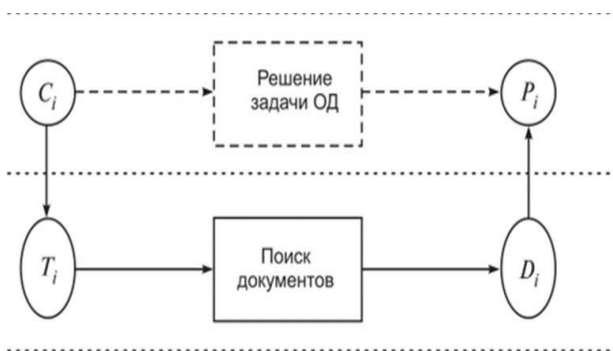 C_i
Решение
задачи ОД
P_i
T_i
Поиск
документов
D_i